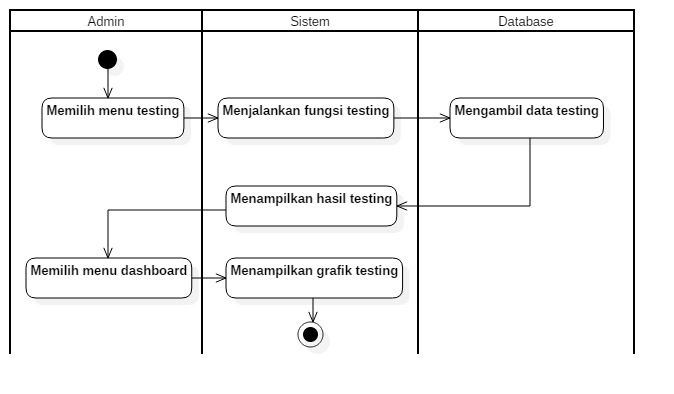 Admin
Sistem
Database
Memilih menu testing
Menjalankan fungsi testing
Mengambil data testing
Menampilkan hasil testing
Memilih menu dashboard
Menampilkan grafik testing